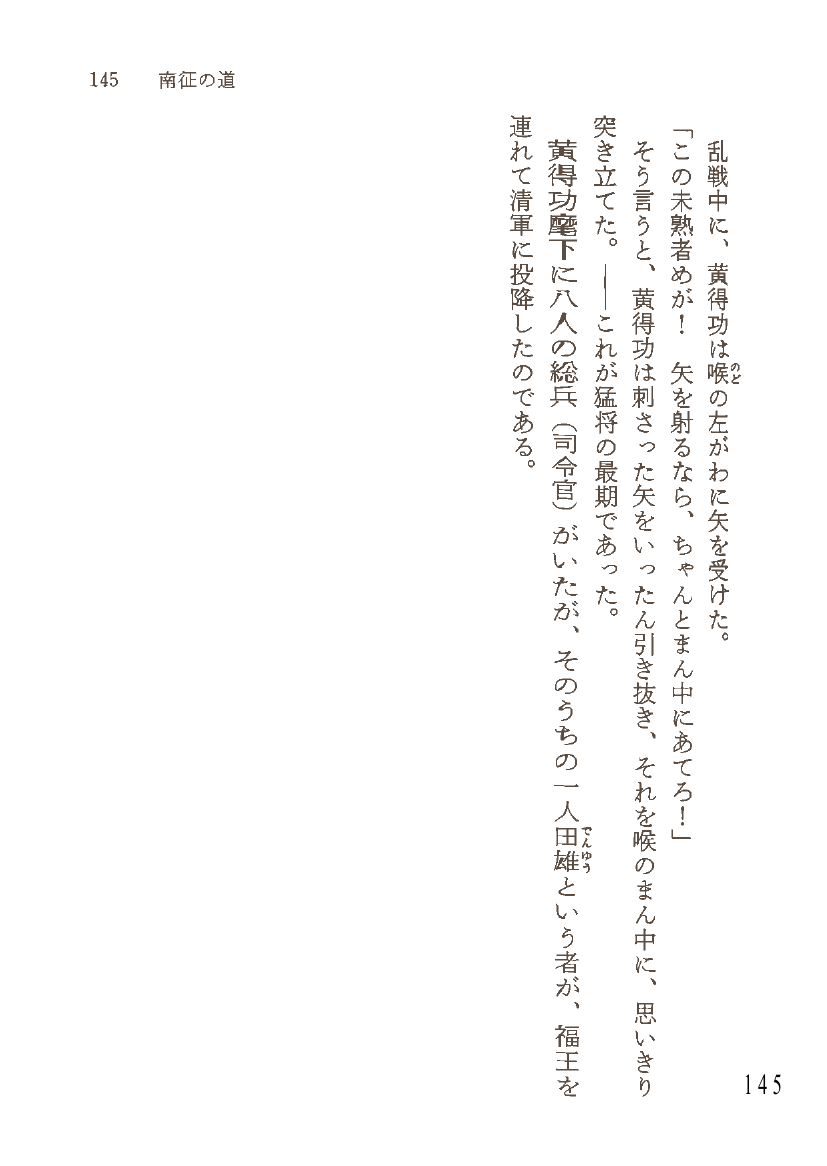 145　南征の道
乱戦中に、黄得功は喉の左がわに矢を受けた。
「この未熟者めが！　矢を射るなら、ちゃんとまん中にあてろ！」
そう言うと、黄得功は刺さった矢をいったん引き抜き、それを喉のまん中に、思いきり
突き立てた。――これが猛将の最期であった。
黄得功麾下に八人の総兵（司令官）がいたが、そのうちの一人田雄という者が、福王を
連れて清軍に投降したのである。
のど
でんゆう
145